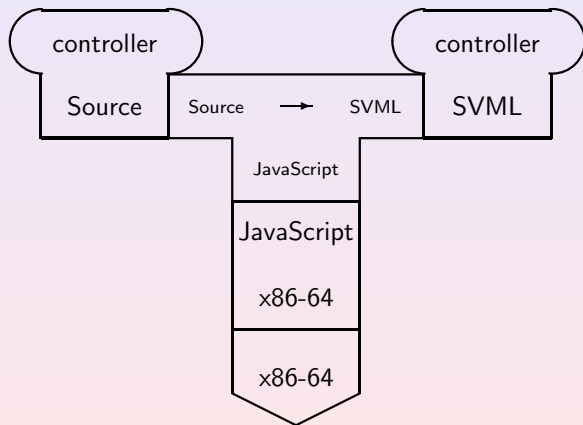 controller controller
Source Source → SVML SVML
JavaScript
JavaScript
x86-64
x86-64